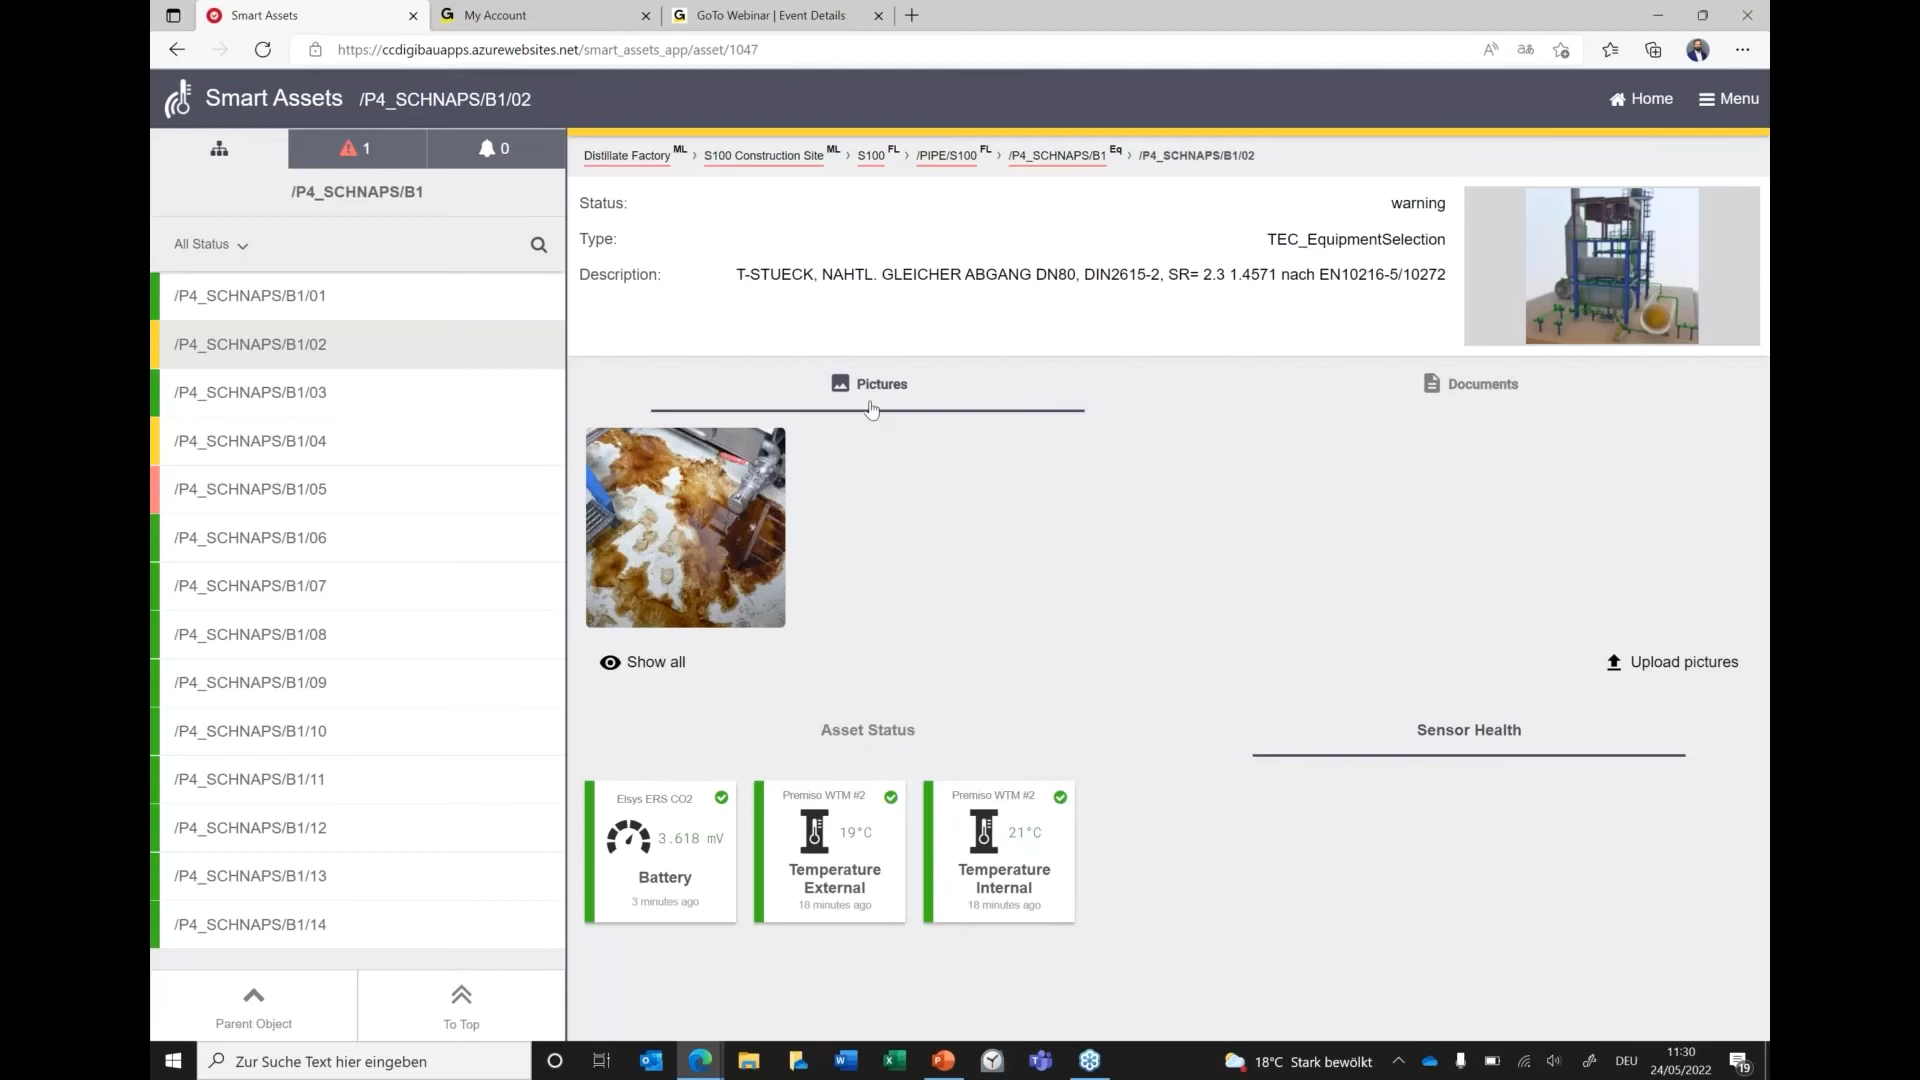 Smart Assets
My Account
GoTo Webinar | Event Details
https://ccdigibauapps.azurewebsites.net/smart_assets_app/asset/1047
Smart Assets /P4_SCHNAPS/B1/02
Home
Menu
1
0
/P4_SCHNAPS/B1
All Status
/P4_SCHNAPS/B1/01
/P4_SCHNAPS/B1/02
/P4_SCHNAPS/B1/03
/P4_SCHNAPS/B1/04
/P4_SCHNAPS/B1/05
/P4_SCHNAPS/B1/06
/P4_SCHNAPS/B1/07
/P4_SCHNAPS/B1/08
/P4_SCHNAPS/B1/09
/P4_SCHNAPS/B1/10
/P4_SCHNAPS/B1/11
/P4_SCHNAPS/B1/12
/P4_SCHNAPS/B1/13
/P4_SCHNAPS/B1/14
Parent Object
To Top
Distillate Factory ML › S100 Construction Site ML › S100 FL › /PIPE/S100 FL › /P4_SCHNAPS/B1 Eq › /P4_SCHNAPS/B1/02
Status: warning
Type: TEC_EquipmentSelection
Description: T-STUECK, NAHTL. GLEICHER ABGANG DN80, DIN2615-2, SR= 2.3 1.4571 nach EN10216-5/10272
Pictures
Documents
Show all
Upload pictures
Asset Status
Sensor Health
Elsys ERS CO2
3.618 mV
Battery
3 minutes ago
Premiso WTM #2
19°C
Temperature
External
18 minutes ago
Premiso WTM #2
21°C
Temperature
Internal
18 minutes ago
Zur Suche Text hier eingeben
18°C Stark bewölkt
DEU
11:30
24/05/2022
19